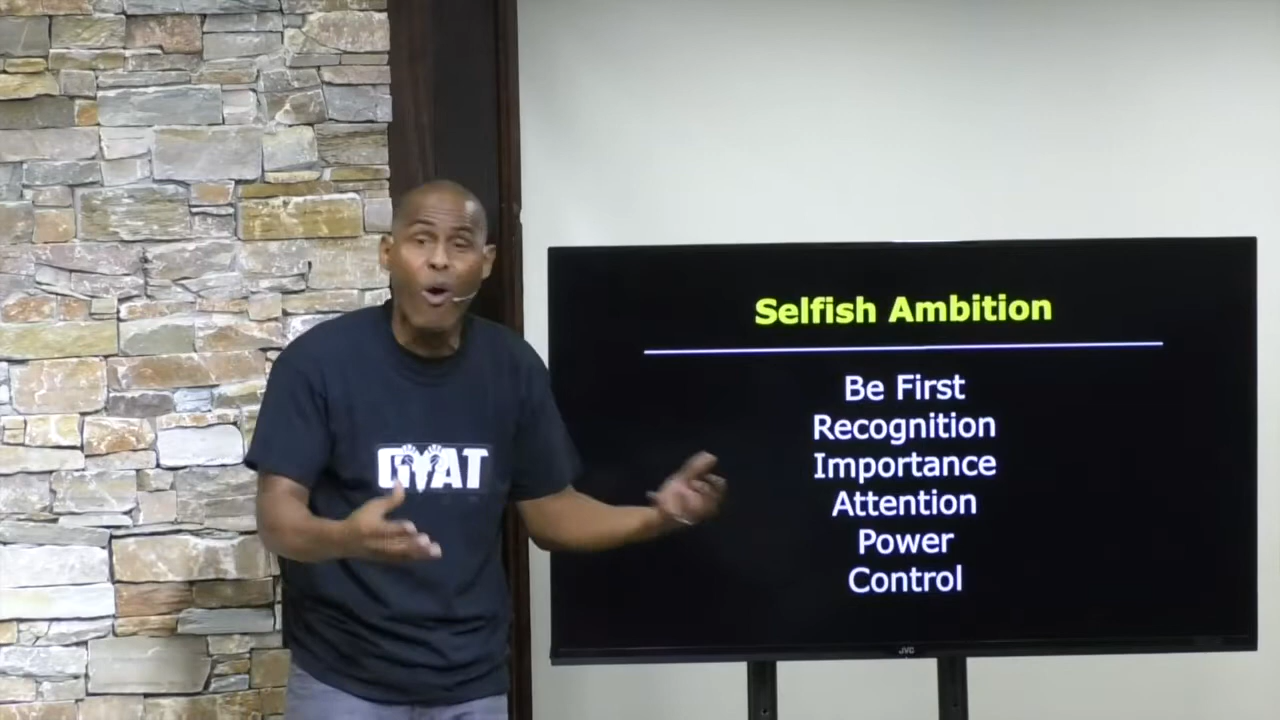 GOAT
Selfish Ambition
Be First
Recognition
Importance
Attention
Power
Control
JVC